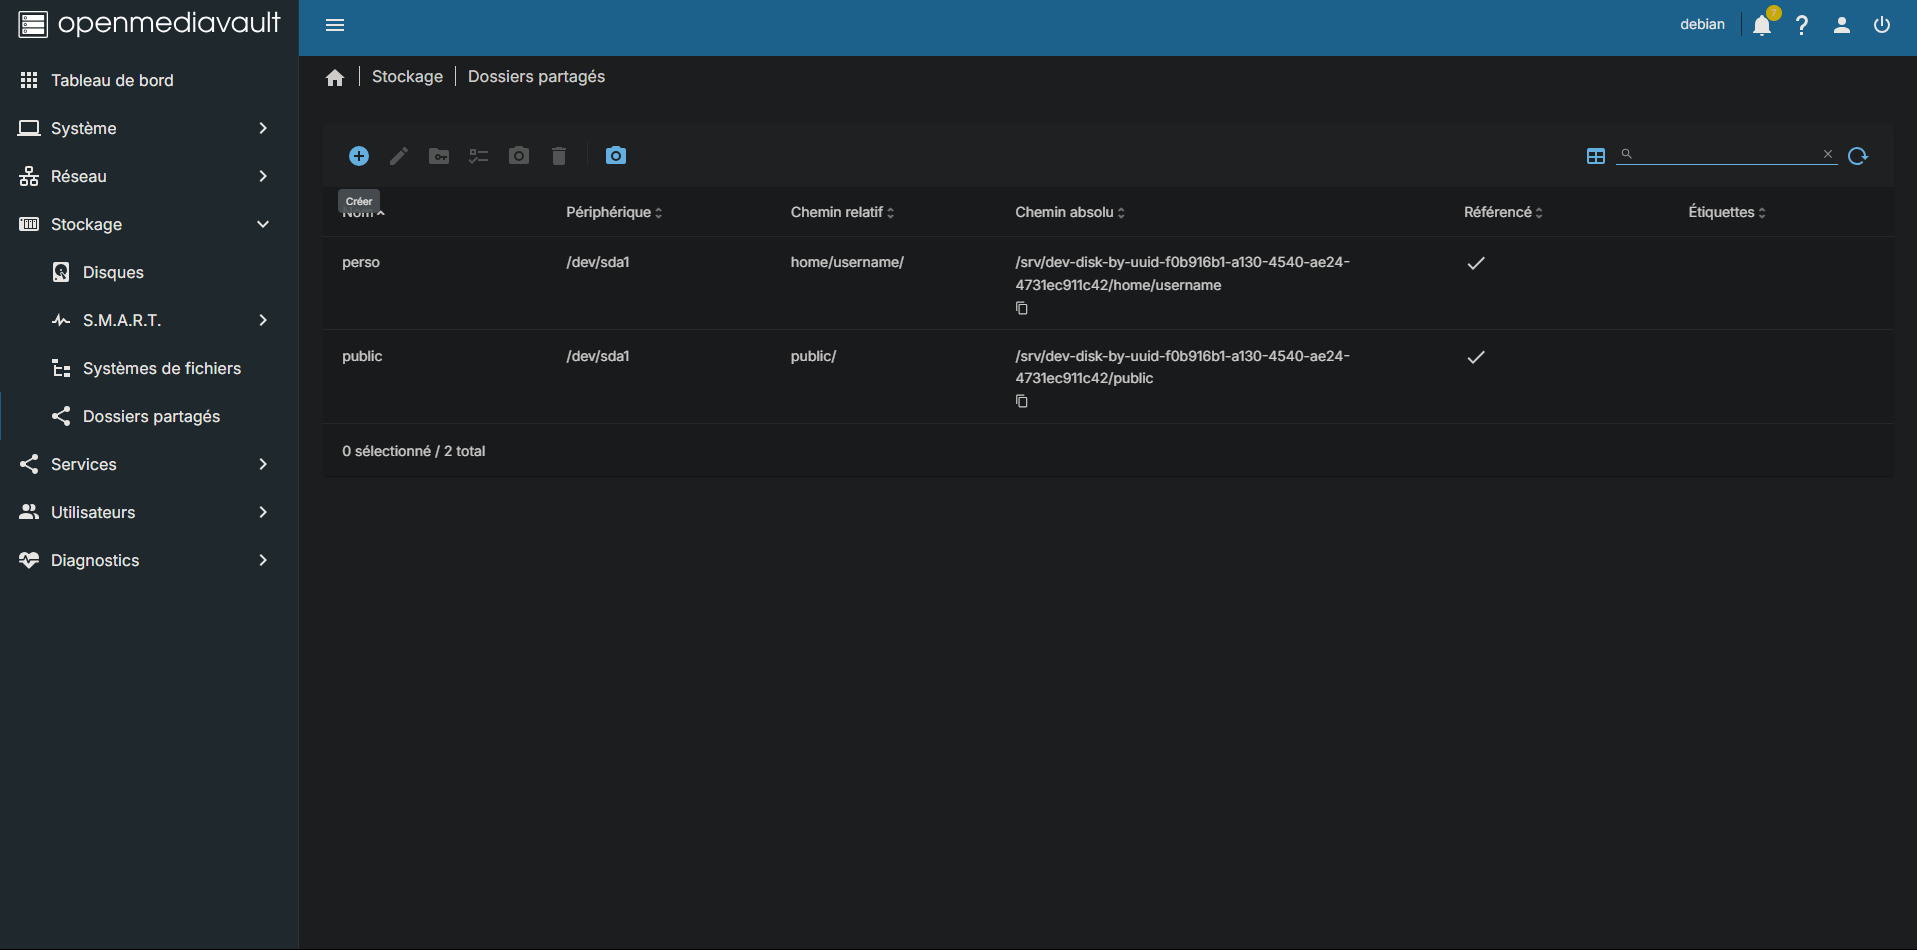 openmediavault
debian
7
?
Tableau de bord
Système
Réseau
Stockage
Disques
S.M.A.R.T.
Systèmes de fichiers
Dossiers partagés
Services
Utilisateurs
Diagnostics
Stockage | Dossiers partagés
Créer
Nom Périphérique Chemin relatif Chemin absolu Référencé Étiquettes
perso /dev/sda1 home/username/ /srv/dev-disk-by-uuid-f0b916b1-a130-4540-ae24-
4731ec911c42/home/username
public /dev/sda1 public/ /srv/dev-disk-by-uuid-f0b916b1-a130-4540-ae24-
4731ec911c42/public
0 sélectionné / 2 total